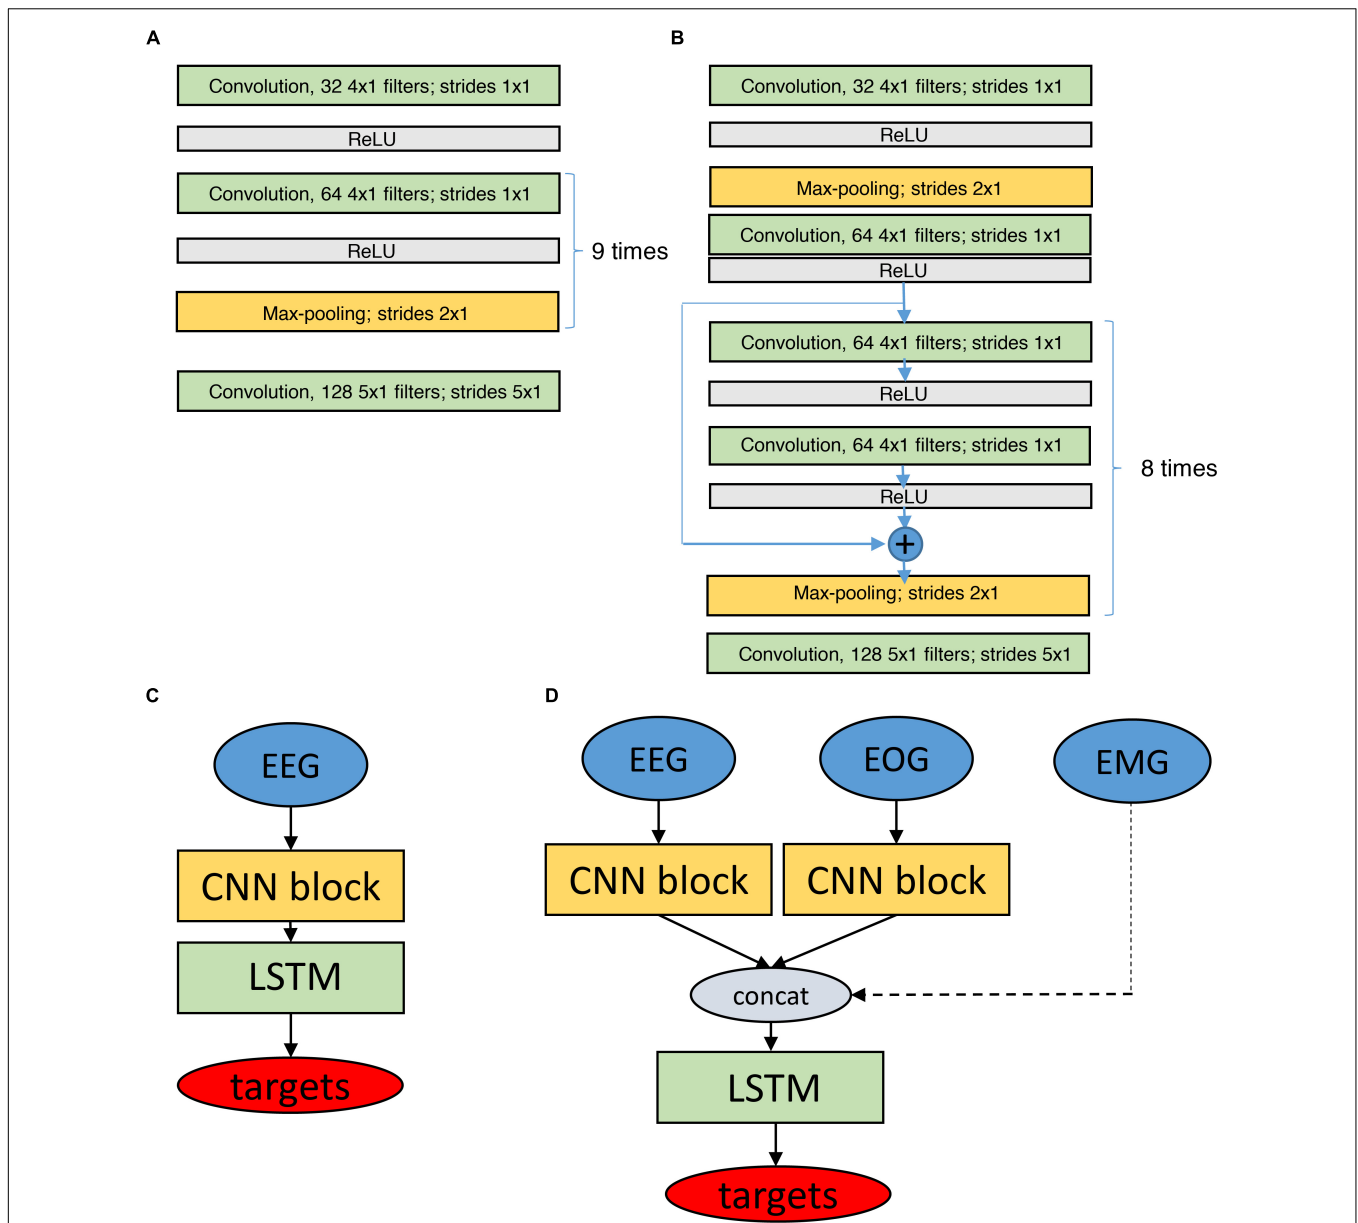 A
Convolution, 32 4x1 filters; strides 1x1
ReLU
Convolution, 64 4x1 filters; strides 1x1
ReLU
Max-pooling; strides 2x1
9 times
Convolution, 128 5x1 filters; strides 5x1
B
Convolution, 32 4x1 filters; strides 1x1
ReLU
Max-pooling; strides 2x1
Convolution, 64 4x1 filters; strides 1x1
ReLU
Convolution, 64 4x1 filters; strides 1x1
ReLU
Convolution, 64 4x1 filters; strides 1x1
ReLU
+
Max-pooling; strides 2x1
8 times
Convolution, 128 5x1 filters; strides 5x1
C
EEG
CNN block
LSTM
targets
D
EEG
EOG
EMG
CNN block
CNN block
concat
LSTM
targets